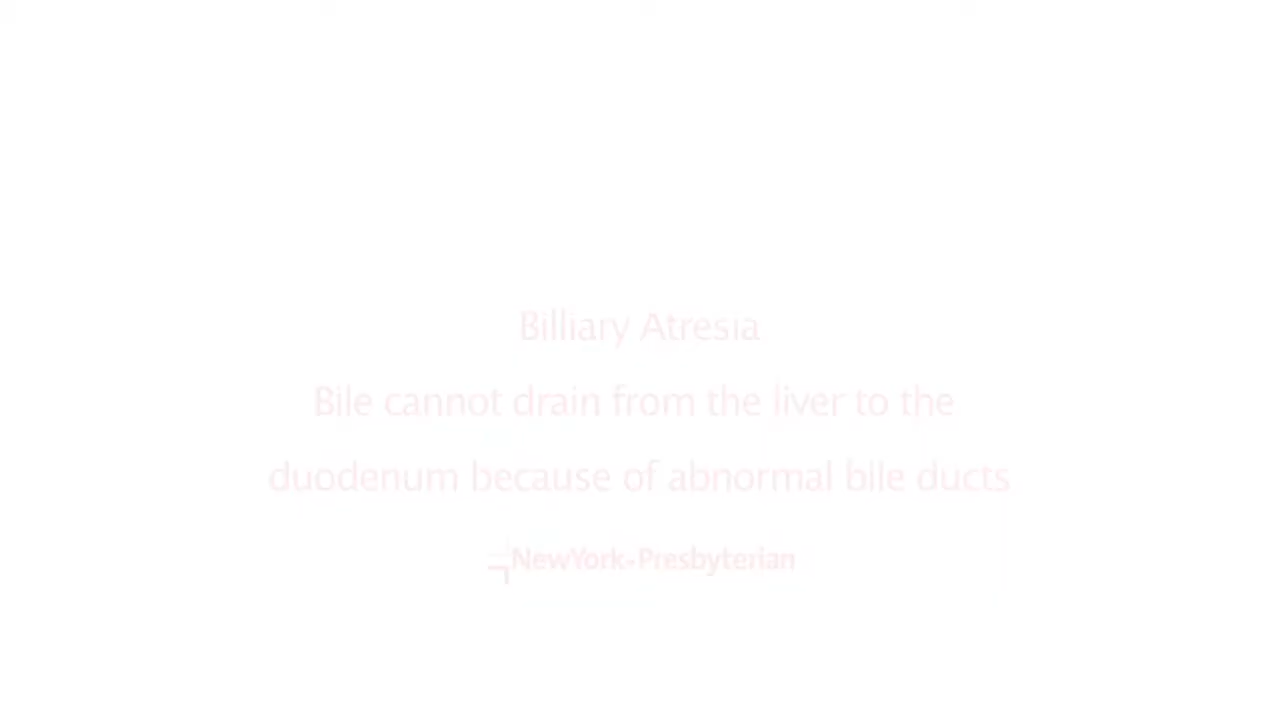 Billiary Atresia
Bile cannot drain from the liver to the
duodenum because of abnormal bile ducts
NewYork-Presbyterian